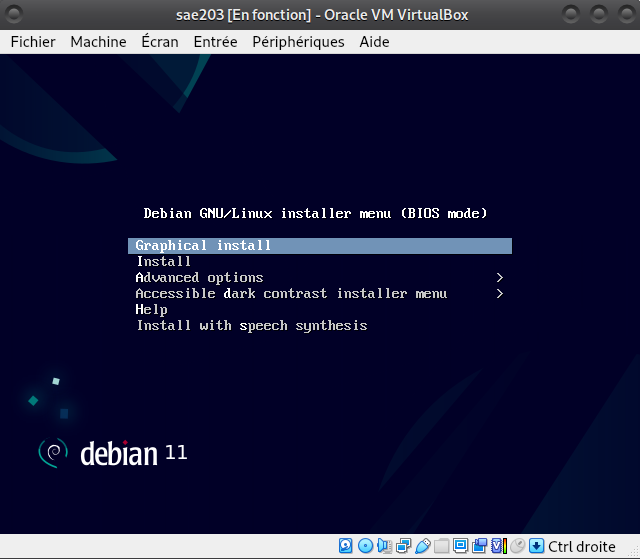 sae203 [En fonction] - Oracle VM VirtualBox
Fichier Machine Écran Entrée Périphériques Aide
Debian GNU/Linux installer menu (BIOS mode)
Graphical install
Install
Advanced options >
Accessible dark contrast installer menu >
Help
Install with speech synthesis
debian 11
Ctrl droite